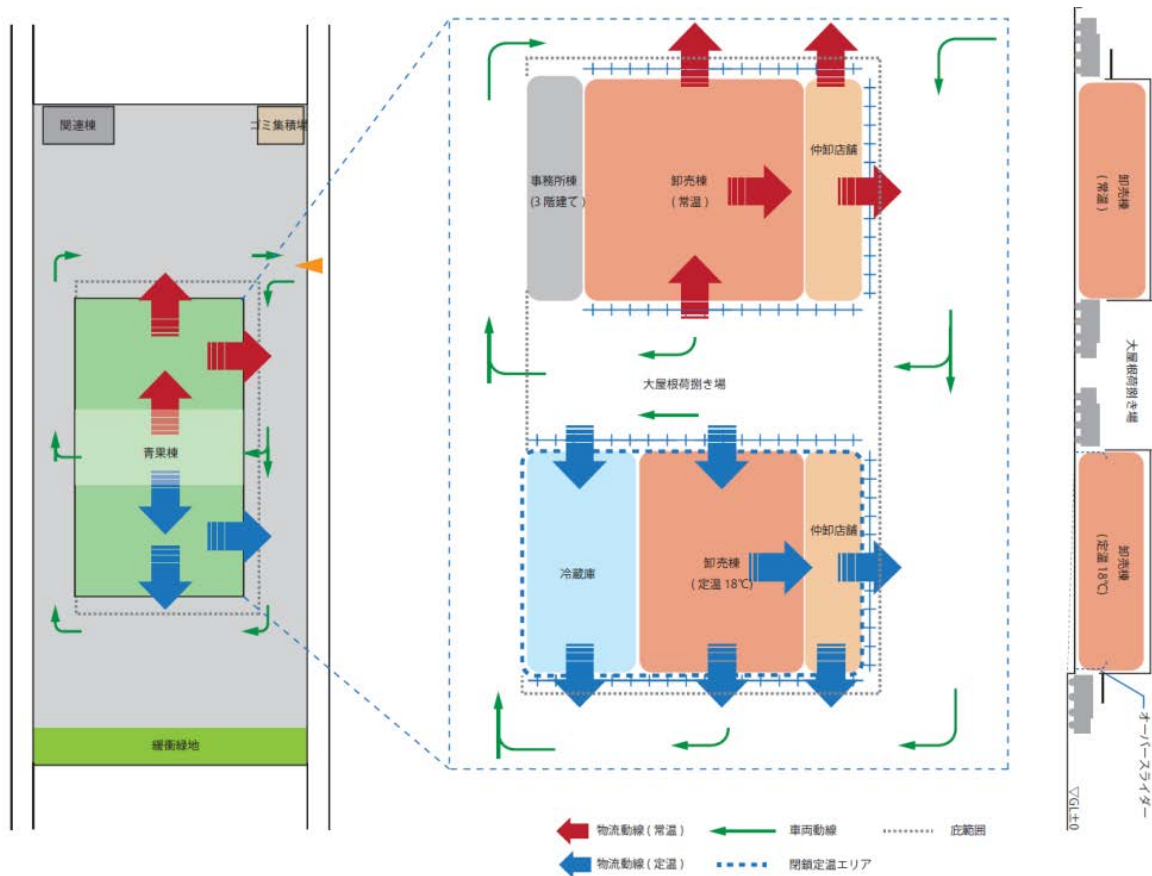 関連棟
ゴミ集積場
青果棟
緩衝緑地
事務所棟
(3 階建て)
卸売棟
( 常温 )
仲卸店舗
大屋根荷捌き場
冷蔵庫
卸売棟
( 定温 18℃)
仲卸店舗
卸売棟
( 常温 )
大屋根荷捌き場
卸売棟
( 定温 18℃)
オーバースライダー
▽GL±0
物流動線 ( 常温 )
車両動線
庇範囲
物流動線 ( 定温 )
閉鎖定温エリア